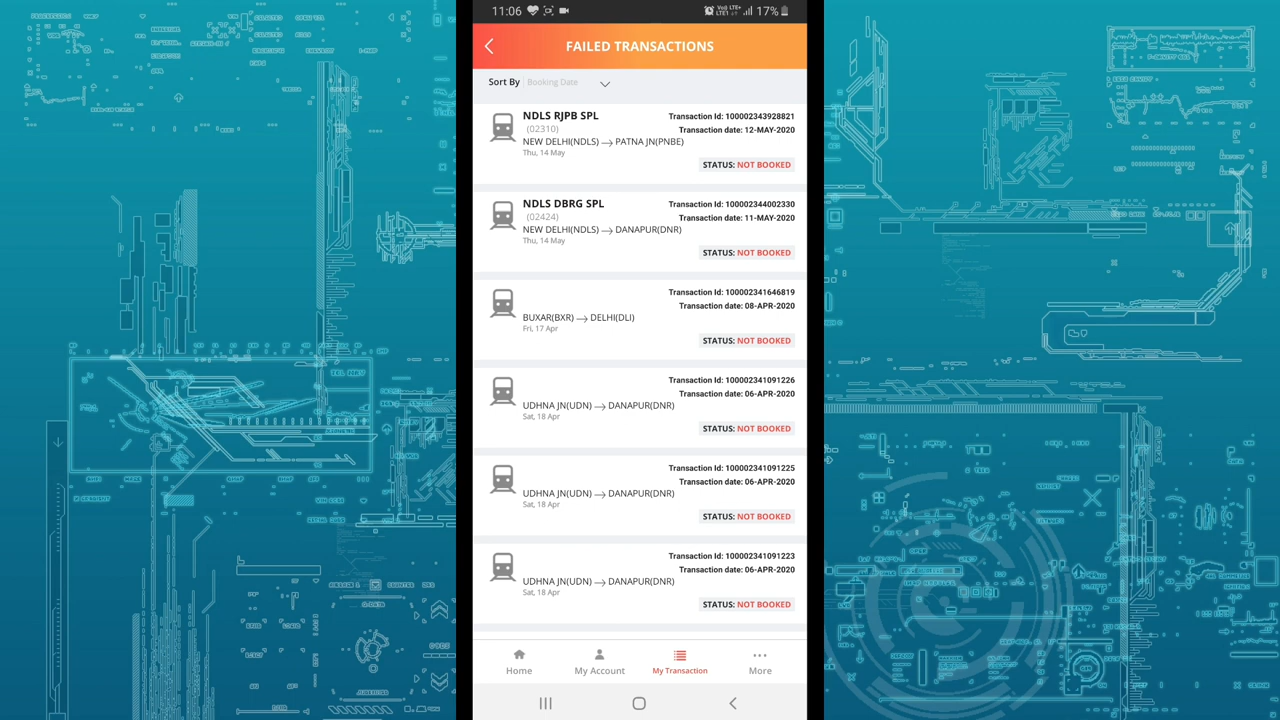 11:06
Vo)) LTE+
LTE1
17%
FAILED TRANSACTIONS
Sort By | Booking Date
NDLS RJPB SPL
Transaction Id: 100002343928821
(02310)
Transaction date: 12-MAY-2020
NEW DELHI(NDLS) → PATNA JN(PNBE)
Thu, 14 May
STATUS: NOT BOOKED
NDLS DBRG SPL
Transaction Id: 100002344002330
(02424)
Transaction date: 11-MAY-2020
NEW DELHI(NDLS) → DANAPUR(DNR)
Thu, 14 May
STATUS: NOT BOOKED
Transaction Id: 100002341646819
Transaction date: 08-APR-2020
BUXAR(BXR) → DELHI(DLI)
Fri, 17 Apr
STATUS: NOT BOOKED
Transaction Id: 100002341091226
Transaction date: 06-APR-2020
UDHNA JN(UDN) → DANAPUR(DNR)
Sat, 18 Apr
STATUS: NOT BOOKED
Transaction Id: 100002341091225
Transaction date: 06-APR-2020
UDHNA JN(UDN) → DANAPUR(DNR)
Sat, 18 Apr
STATUS: NOT BOOKED
Transaction Id: 100002341091223
Transaction date: 06-APR-2020
UDHNA JN(UDN) → DANAPUR(DNR)
Sat, 18 Apr
STATUS: NOT BOOKED
Home
My Account
My Transaction
More